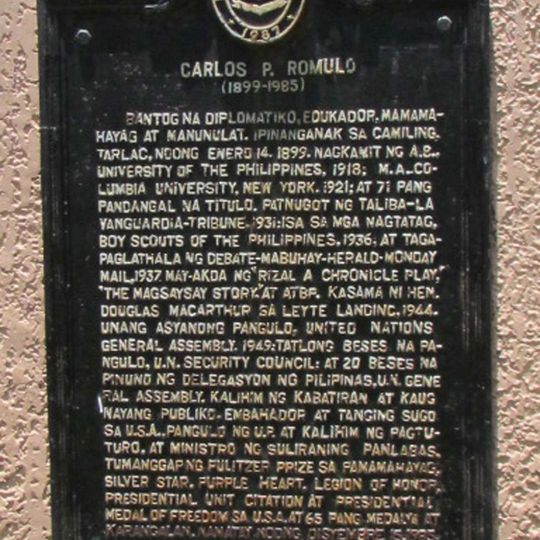 1987
CARLOS P. ROMULO
(1899-1985)
BANTOG NA DIPLOMATIKO, EDUKADOR, MAMAMA-
HAYAG AT MANUNULAT. IPINANGANAK SA CAMILING,
TARLAC, NOONG ENERO 14, 1899. NAGKAMIT NG A.B.,
UNIVERSITY OF THE PHILIPPINES, 1918; M.A., CO-
LUMBIA UNIVERSITY, NEW YORK, 1921; AT 71 PANG
PANDANGAL NA TITULO. PATNUGOT NG TALIBA-LA
VANGUARDIA-TRIBUNE, 1931; ISA SA MGA NAGTATAG,
BOY SCOUTS OF THE PHILIPPINES, 1936; AT TAGA-
PAGLATHALA NG DEBATE-MABUHAY-HERALD-MONDAY
MAIL, 1937. MAY-AKDA NG "RIZAL A CHRONICLE PLAY,"
"THE MAGSAYSAY STORY," AT ATBP. KASAMA NI HEN.
DOUGLAS MACARTHUR SA LEYTE LANDING, 1944.
UNANG ASYANONG PANGULO, UNITED NATIONS
GENERAL ASSEMBLY, 1949; TATLONG BESES NA PA-
NGULO, U.N. SECURITY COUNCIL; AT 20 BESES NA
PINUNO NG DELEGASYON NG PILIPINAS, U.N. GENE
RAL ASSEMBLY. KALIHIM NG KABATIRAN AT KAUG
NAYANG PUBLIKO. EMBAHADOR AT TANGING SUGO
SA U.S.A., PANGULO NG U.P. AT KALIHIM NG PAGTU-
TURO, AT MINISTRO NG SULIRANING PANLABAS.
TUMANGGAP NG PULITZER PRIZE SA PAMAMAHAYAG,
SILVER STAR, PURPLE HEART, LEGION OF HONOR,
PRESIDENTIAL UNIT CITATION AT PRESIDENTIAL
MEDAL OF FREEDOM SA U.S.A. AT 65 PANG MEDALYA AT
KARANGALAN. NAMATAY NOONG DISYEMBRE 15, 1985.